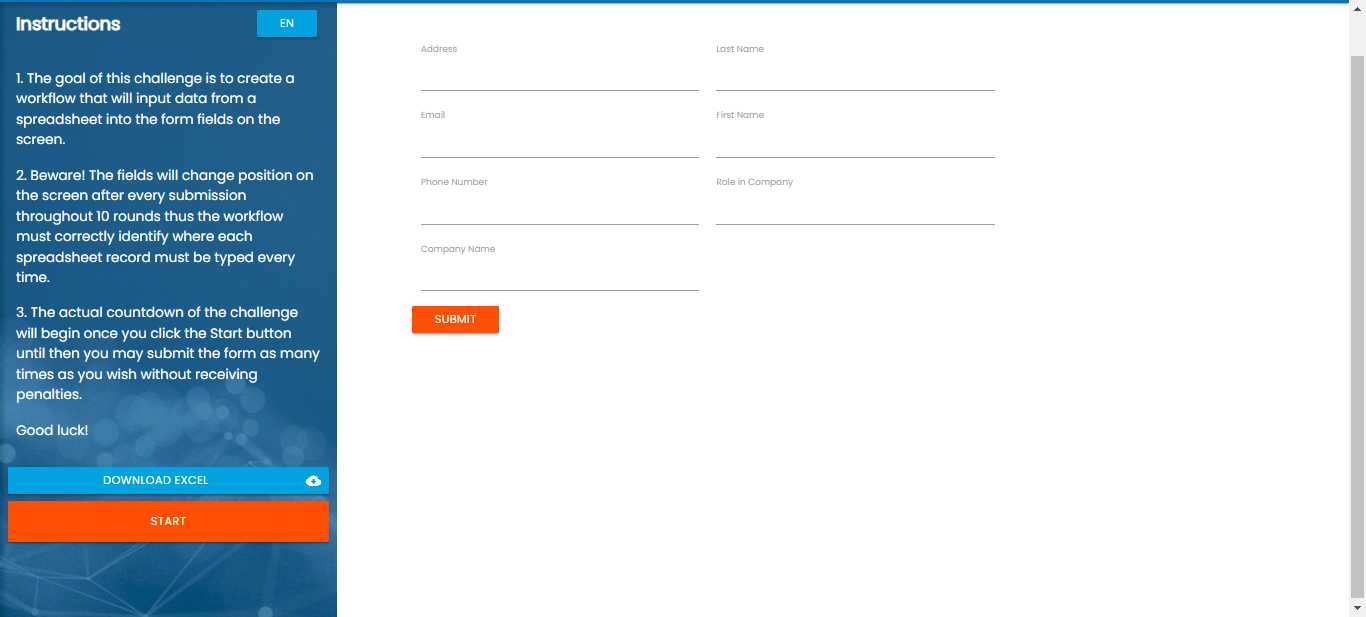 Instructions
EN
1. The goal of this challenge is to create a
workflow that will input data from a
spreadsheet into the form fields on the
screen.
2. Beware! The fields will change position on
the screen after every submission
throughout 10 rounds thus the workflow
must correctly identify where each
spreadsheet record must be typed every
time.
3. The actual countdown of the challenge
will begin once you click the Start button
until then you may submit the form as many
times as you wish without receiving
penalties.
Good luck!
DOWNLOAD EXCEL
START
Address
Last Name
Email
First Name
Phone Number
Role in Company
Company Name
SUBMIT